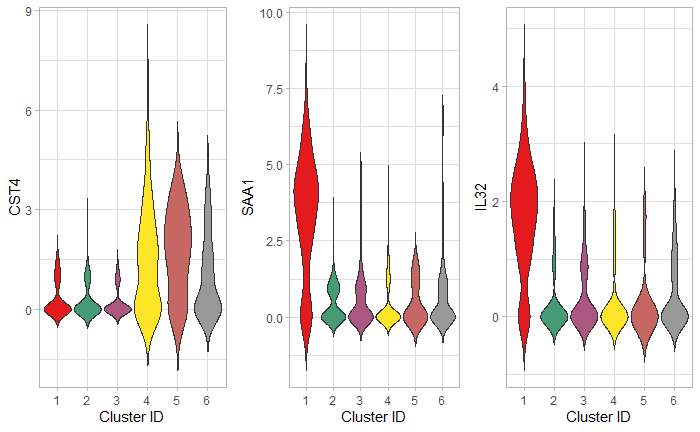 CST4
9
6
3
0
1 2 3 4 5 6
Cluster ID
SAA1
10.0
7.5
5.0
2.5
0.0
1 2 3 4 5 6
Cluster ID
IL32
4
2
0
1 2 3 4 5 6
Cluster ID